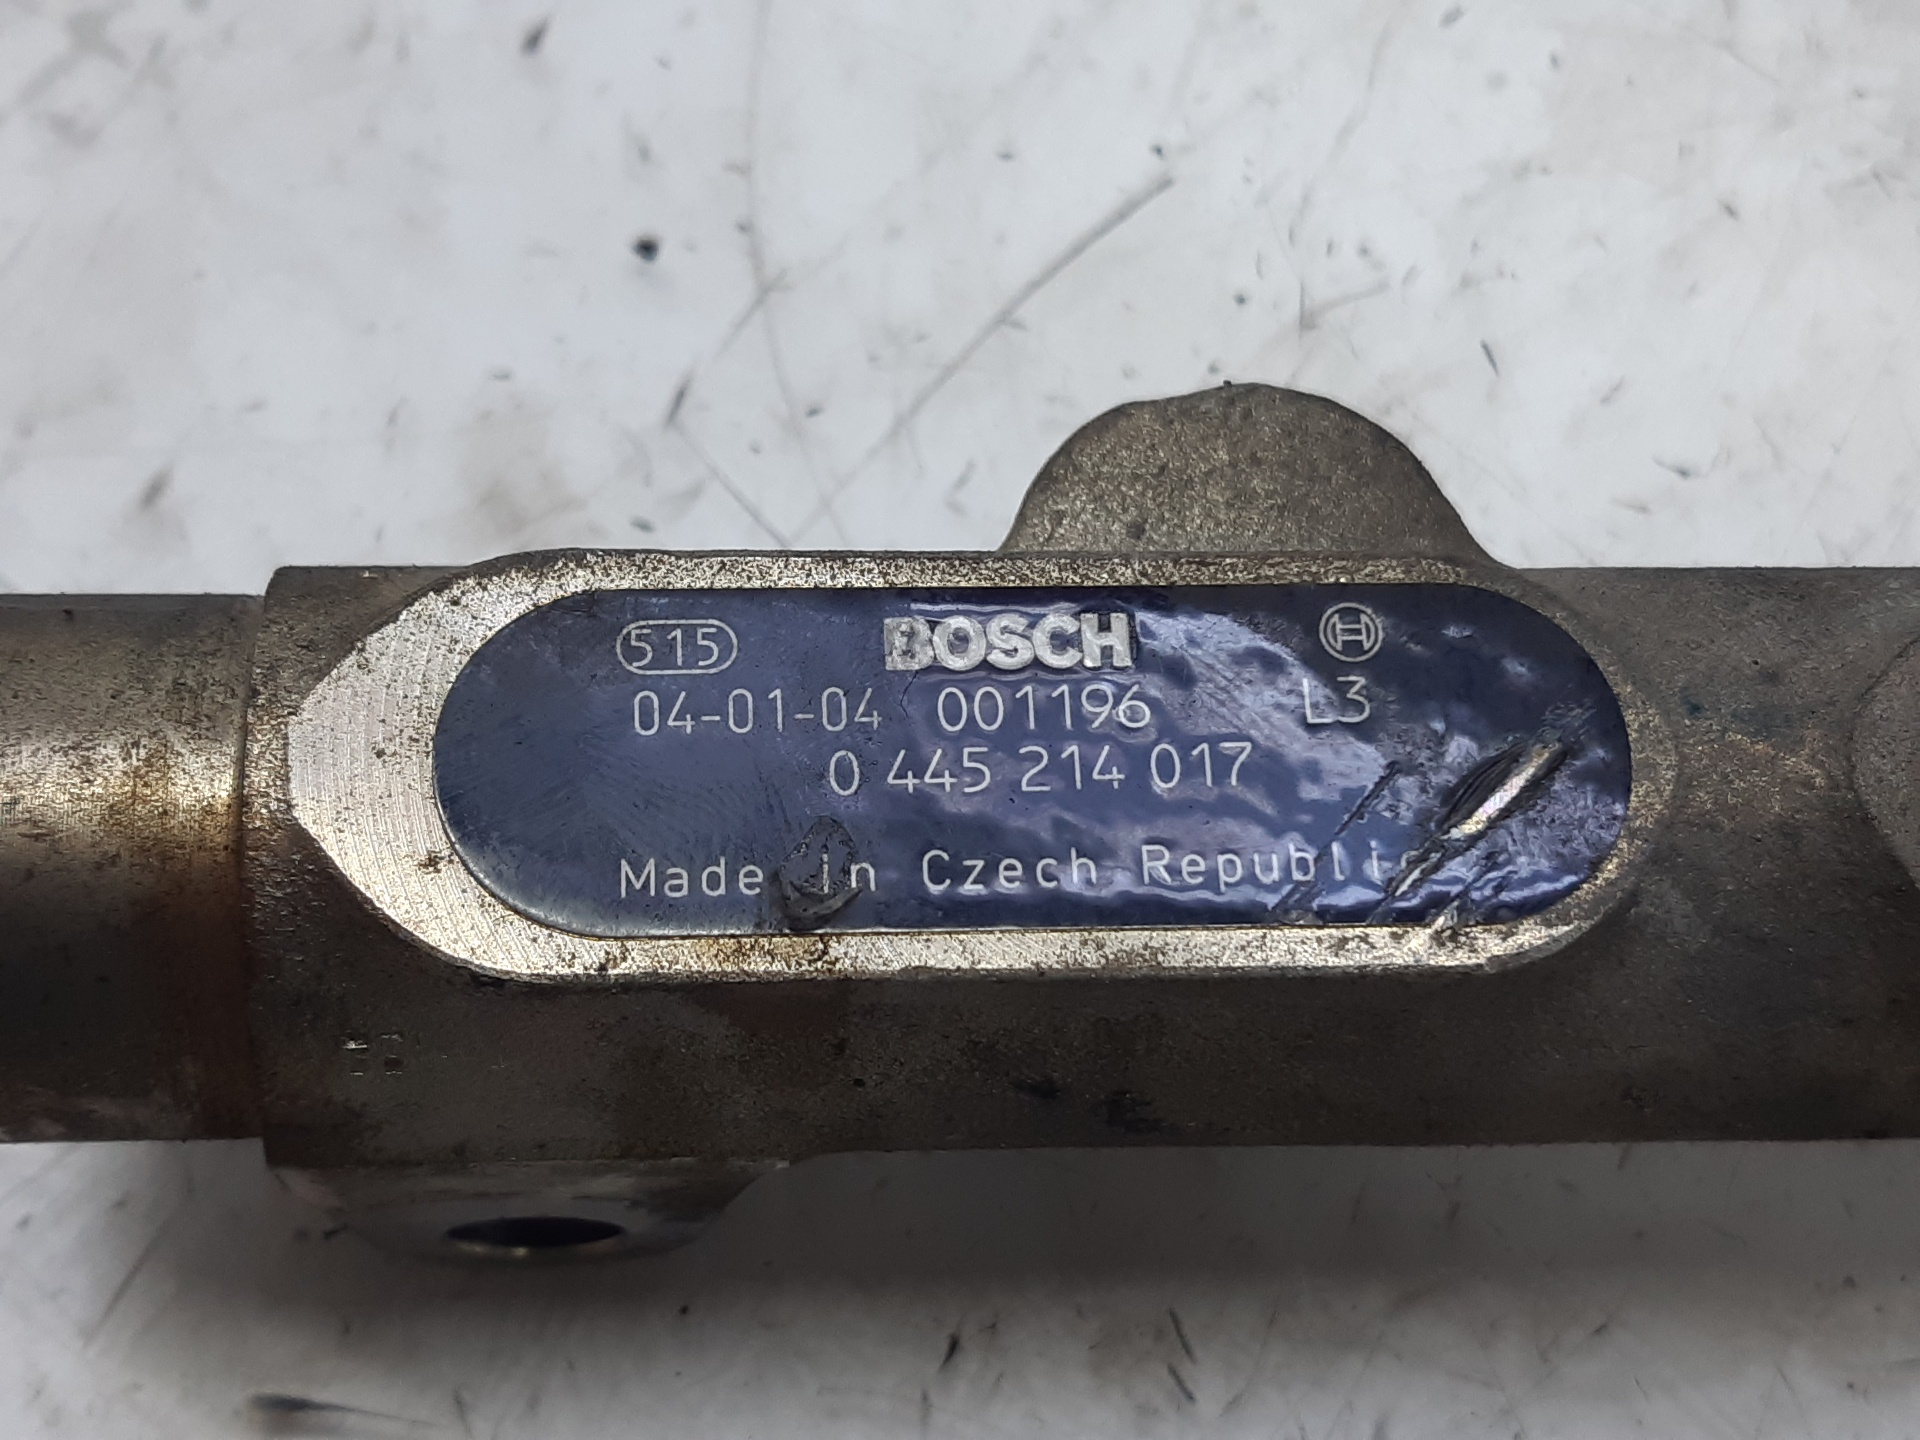 515 BOSCH
04-01-04 001196 L3
0 445 214 017
Made in Czech Republic